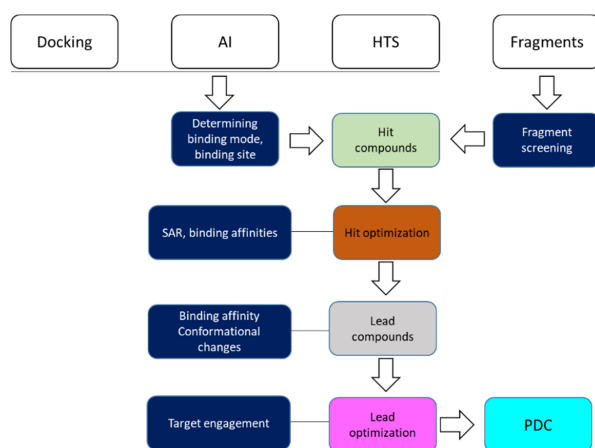 Docking
AI
HTS
Fragments
Determining
binding mode,
binding site
Hit
compounds
Fragment
screening
SAR, binding affinities
Hit optimization
Binding affinity
Conformational
changes
Lead
compounds
Target engagement
Lead
optimization
PDC